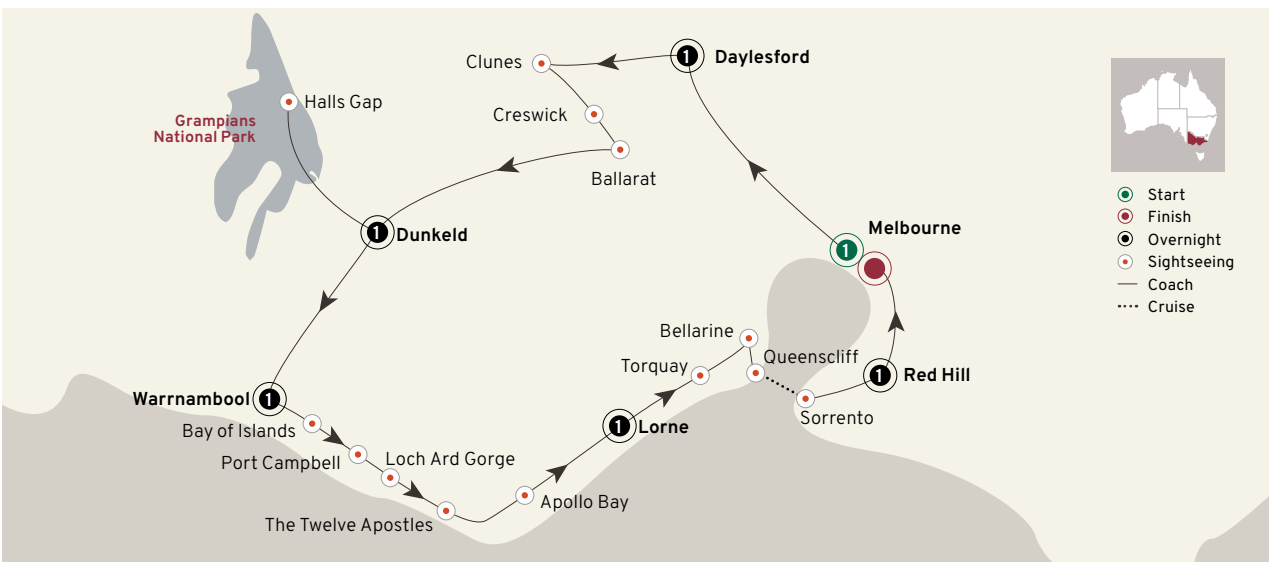 Clunes
1
Daylesford
Halls Gap
Grampians
National Park
Creswick
Ballarat
1
Dunkeld
Melbourne
1
Start
Finish
Overnight
Sightseeing
Coach
Cruise
Bellarine
Torquay
Queenscliff
1
Red Hill
Sorrento
Warrnambool
1
Bay of Islands
Port Campbell
Loch Ard Gorge
The Twelve Apostles
1
Lorne
Apollo Bay